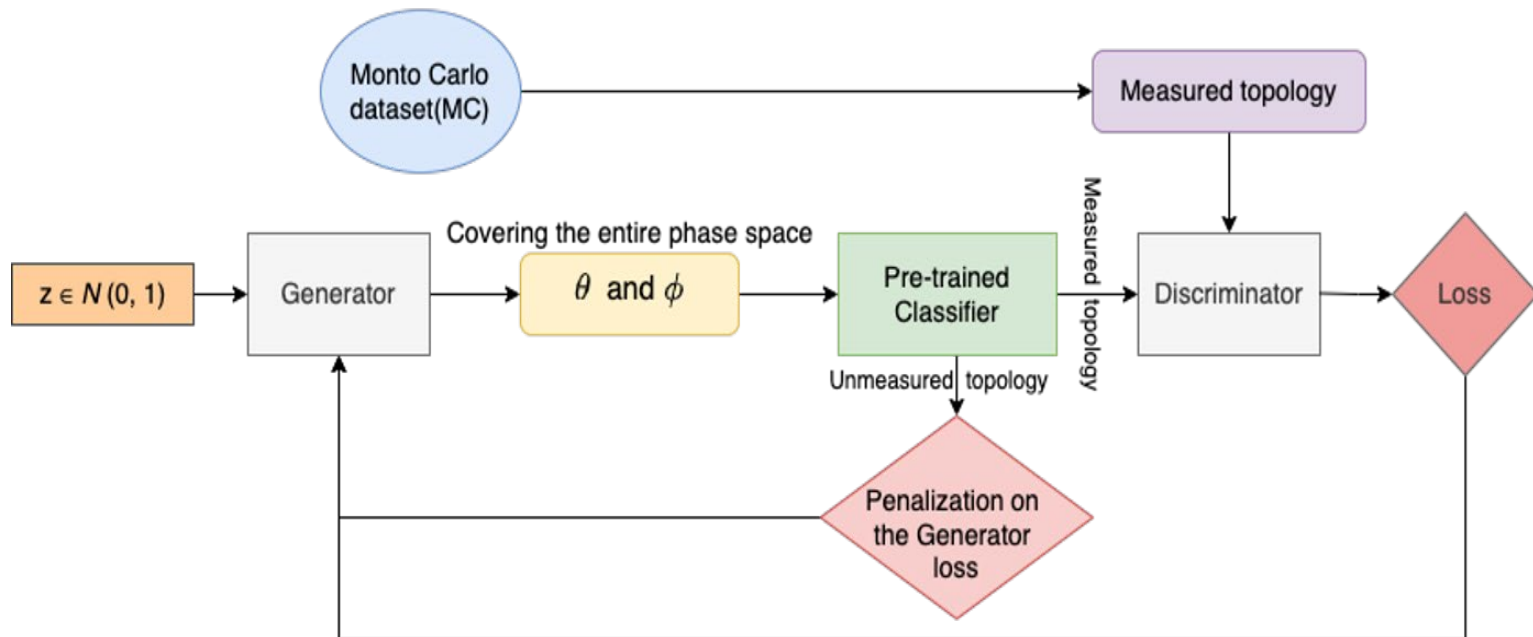 Monto Carlo
dataset(MC)
Measured topology
Covering the entire phase space
z ∈ N (0, 1)
Generator
θ and ϕ
Pre-trained
Classifier
Measured topology
Discriminator
Loss
Unmeasured topology
Penalization on
the Generator
loss